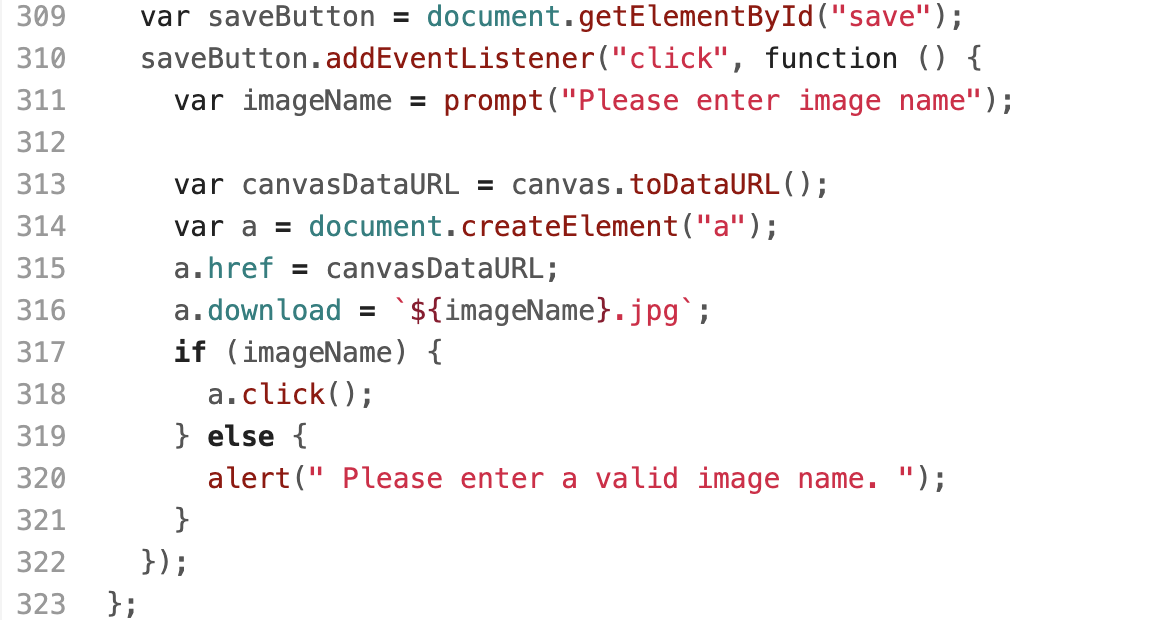 309 var saveButton = document.getElementById("save");
310 saveButton.addEventListener("click", function () {
311 var imageName = prompt("Please enter image name");
312
313 var canvasDataURL = canvas.toDataURL();
314 var a = document.createElement("a");
315 a.href = canvasDataURL;
316 a.download = `${imageName}.jpg`;
317 if (imageName) {
318 a.click();
319 } else {
320 alert(" Please enter a valid image name. ");
321 }
322 });
323 };